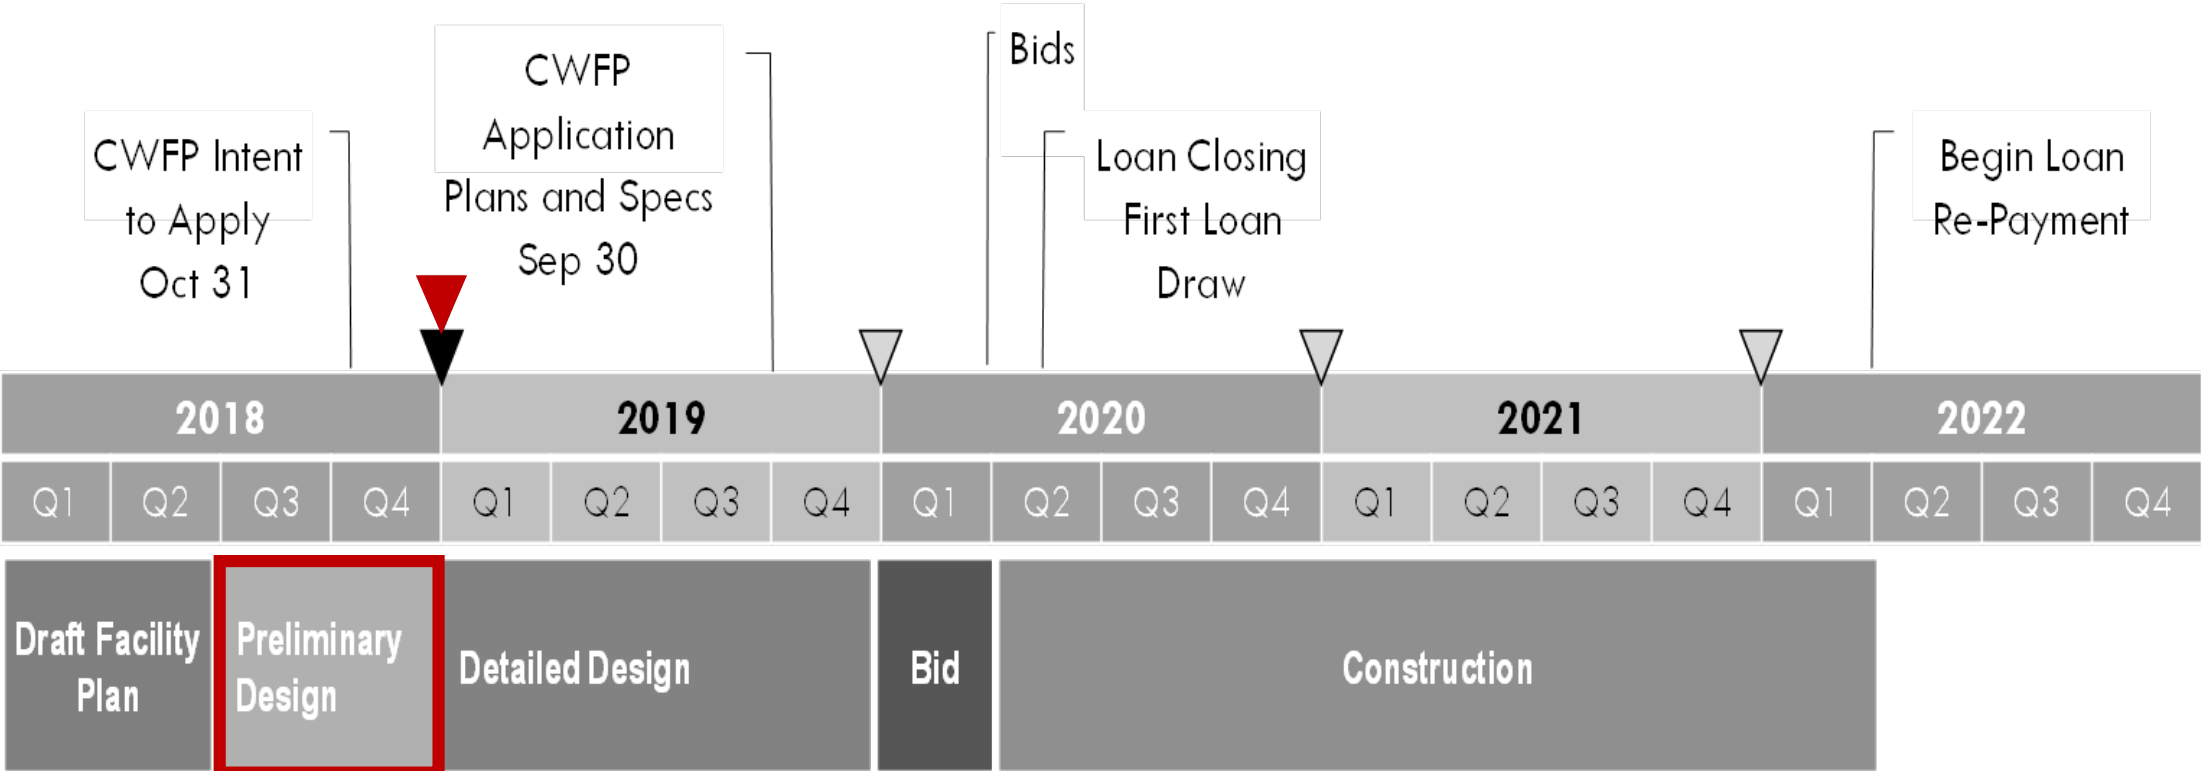 CWFP Intent
to Apply
Oct 31
CWFP
Application
Plans and Specs
Sep 30
Bids
Loan Closing
First Loan
Draw
Begin Loan
Re-Payment
2018
2019
2020
2021
2022
Q1 Q2 Q3 Q4 Q1 Q2 Q3 Q4 Q1 Q2 Q3 Q4 Q1 Q2 Q3 Q4 Q1 Q2 Q3 Q4
Draft Facility
Plan
Preliminary
Design
Detailed Design
Bid
Construction